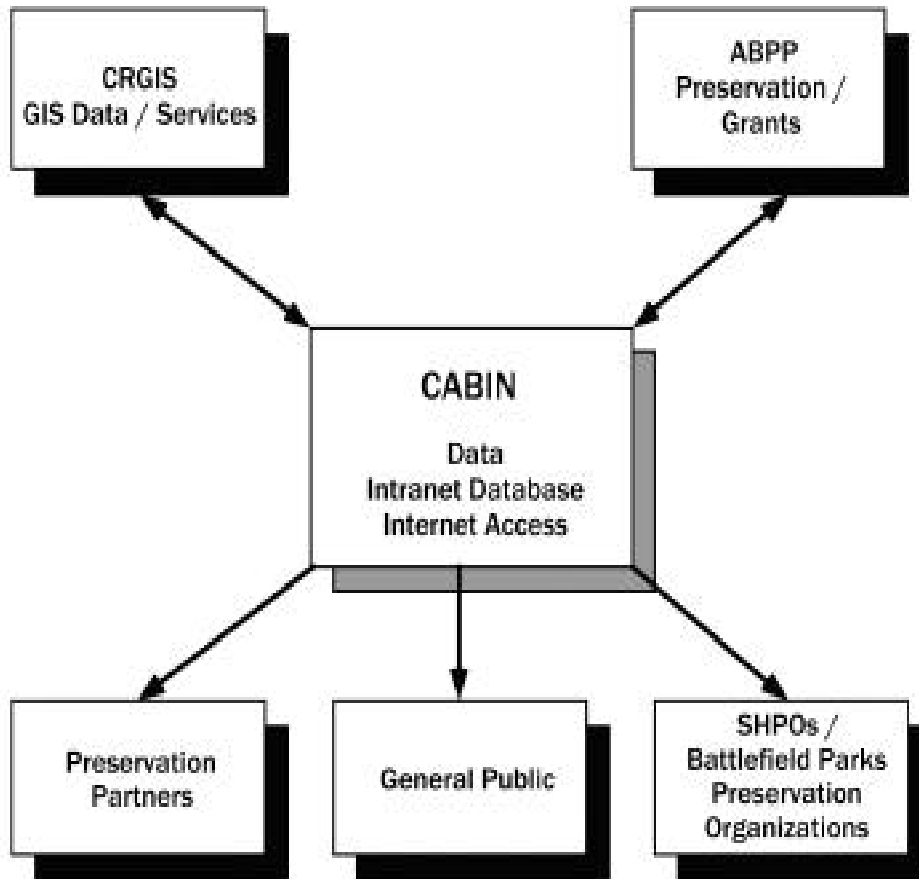 CRGIS
GIS Data / Services
ABPP
Preservation /
Grants
CABIN
Data
Intranet Database
Internet Access
Preservation
Partners
General Public
SHPOs /
Battlefield Parks
Preservation
Organizations